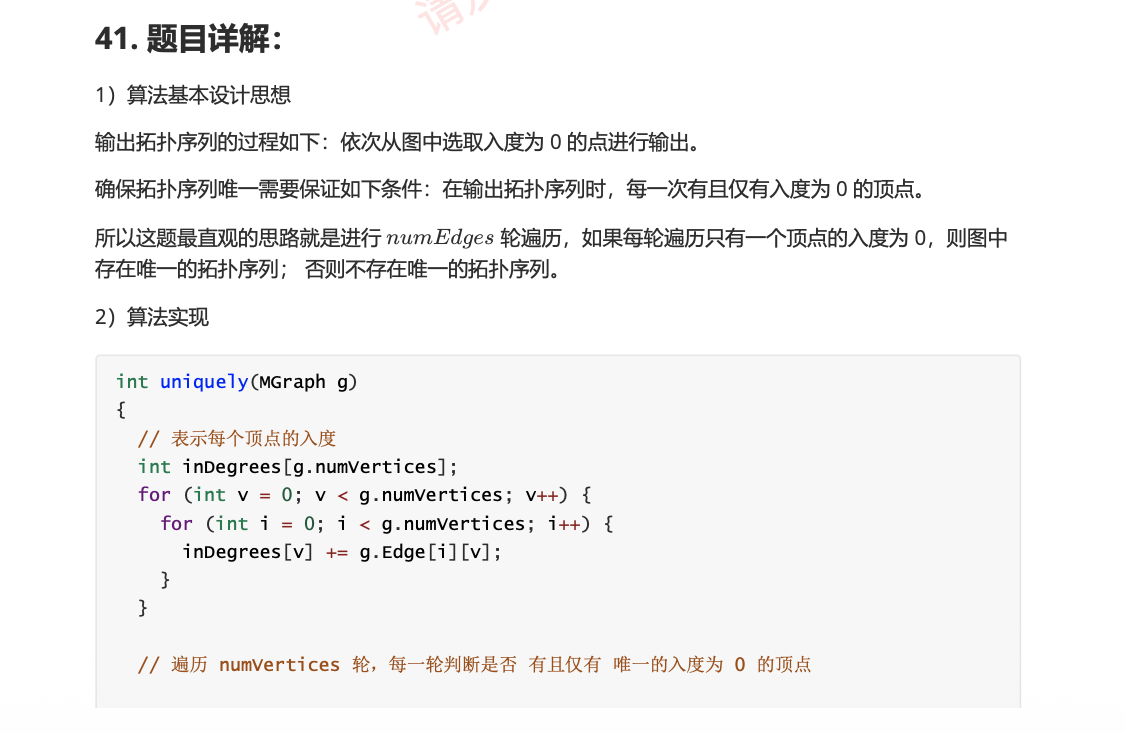 请
41. 题目详解：
1）算法基本设计思想
输出拓扑序列的过程如下：依次从图中选取入度为 0 的点进行输出。
确保拓扑序列唯一需要保证如下条件：在输出拓扑序列时，每一次有且仅有入度为 0 的顶点。
所以这题最直观的思路就是进行 numEdges 轮遍历，如果每轮遍历只有一个顶点的入度为 0，则图中
存在唯一的拓扑序列； 否则不存在唯一的拓扑序列。
2）算法实现
int uniquely(MGraph g)
{
// 表示每个顶点的入度
int inDegrees[g.numVertices];
for (int v = 0; v < g.numVertices; v++) {
for (int i = 0; i < g.numVertices; i++) {
inDegrees[v] += g.Edge[i][v];
}
}
// 遍历 numVertices 轮，每一轮判断是否 有且仅有 唯一的入度为 0 的顶点